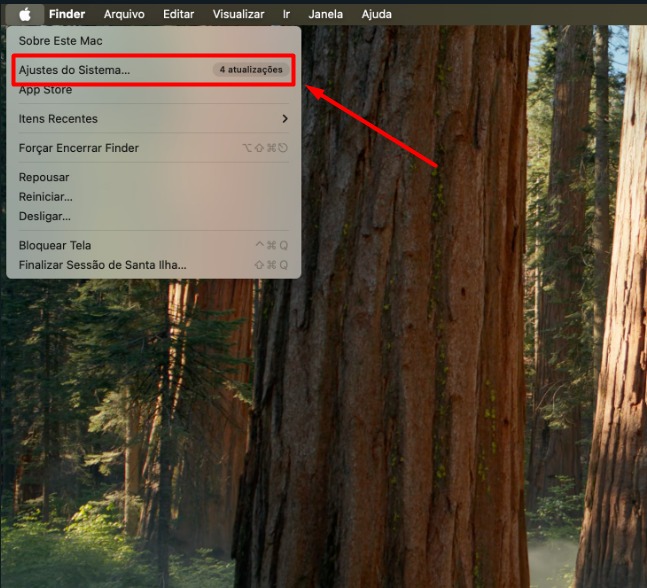 Finder Arquivo Editar Visualizar Ir Janela Ajuda
Sobre Este Mac
Ajustes do Sistema... 4 atualizações
App Store
Itens Recentes
Forçar Encerrar Finder ⌥⇧⌘⎋
Repousar
Reiniciar...
Desligar...
Bloquear Tela ^⌘Q
Finalizar Sessão de Santa Ilha... ⇧⌘Q